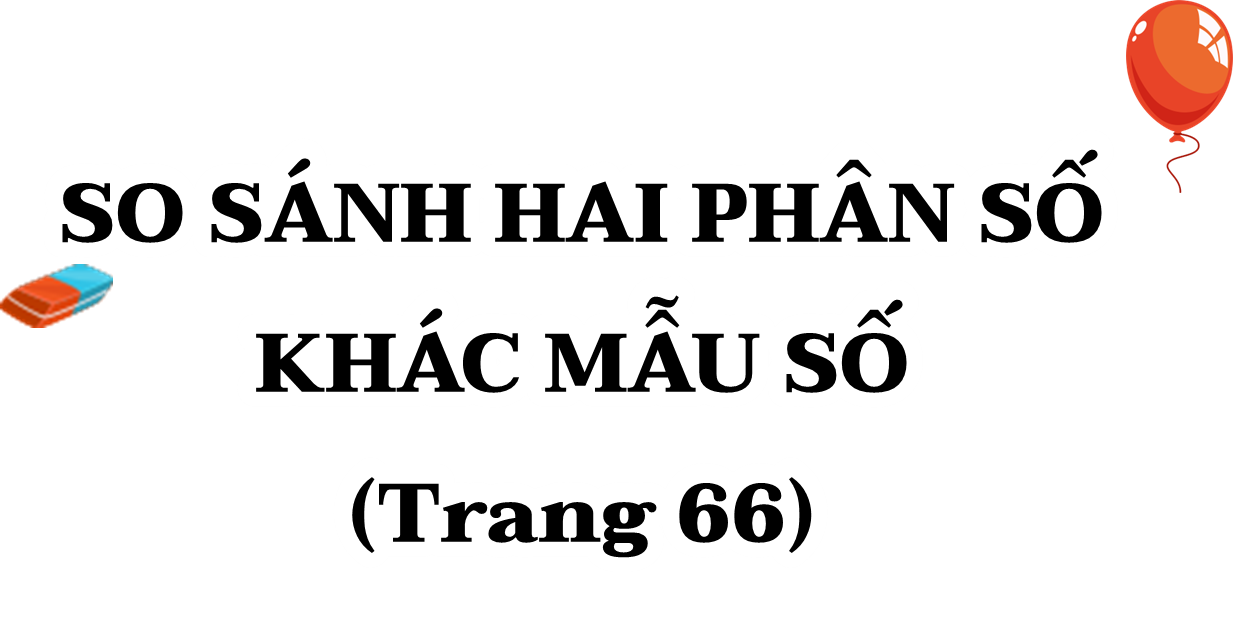 SO SÁNH HAI PHÂN SỐ
KHÁC MẪU SỐ
(Trang 66)